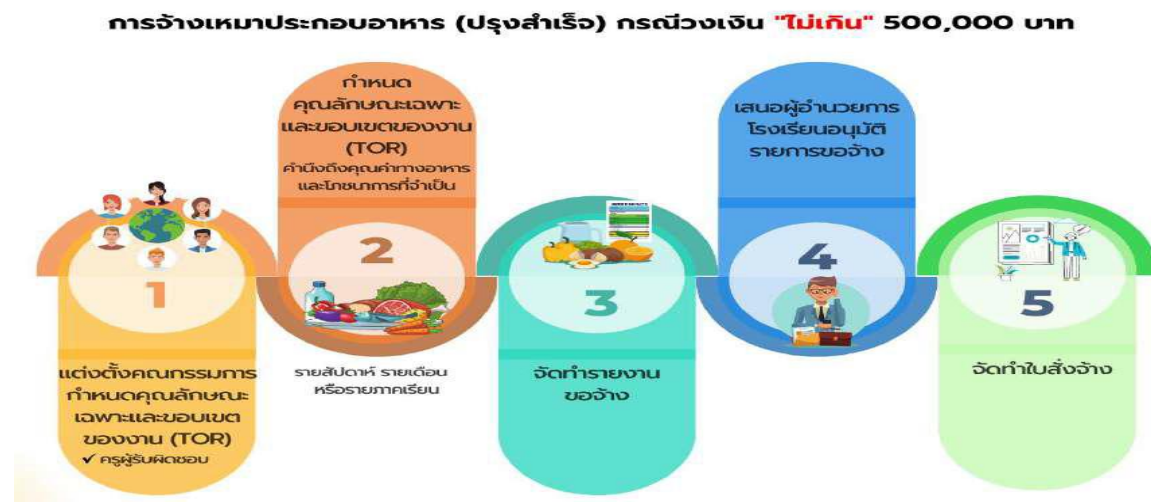 การจ้างเหมาประกอบอาหาร (ปรุงสำเร็จ) กรณีวงเงิน "ไม่เกิน" 500,000 บาท
1
แต่งตั้งคณะกรรมการ
กำหนดคุณลักษณะ
เฉพาะและขอบเขต
ของงาน (TOR)
✓ ครูผู้รับผิดชอบ
กำหนด
คุณลักษณะเฉพาะ
และขอบเขตของงาน
(TOR)
คำนึงถึงคุณค่าทางอาหาร
และโภชนาการที่จำเป็น
2
รายสัปดาห์ รายเดือน
หรือรายภาคเรียน
3
จัดทำรายงาน
ขอจ้าง
เสนอผู้อำนวยการ
โรงเรียนอนุมัติ
รายการขอจ้าง
4
5
จัดทำใบสั่งจ้าง